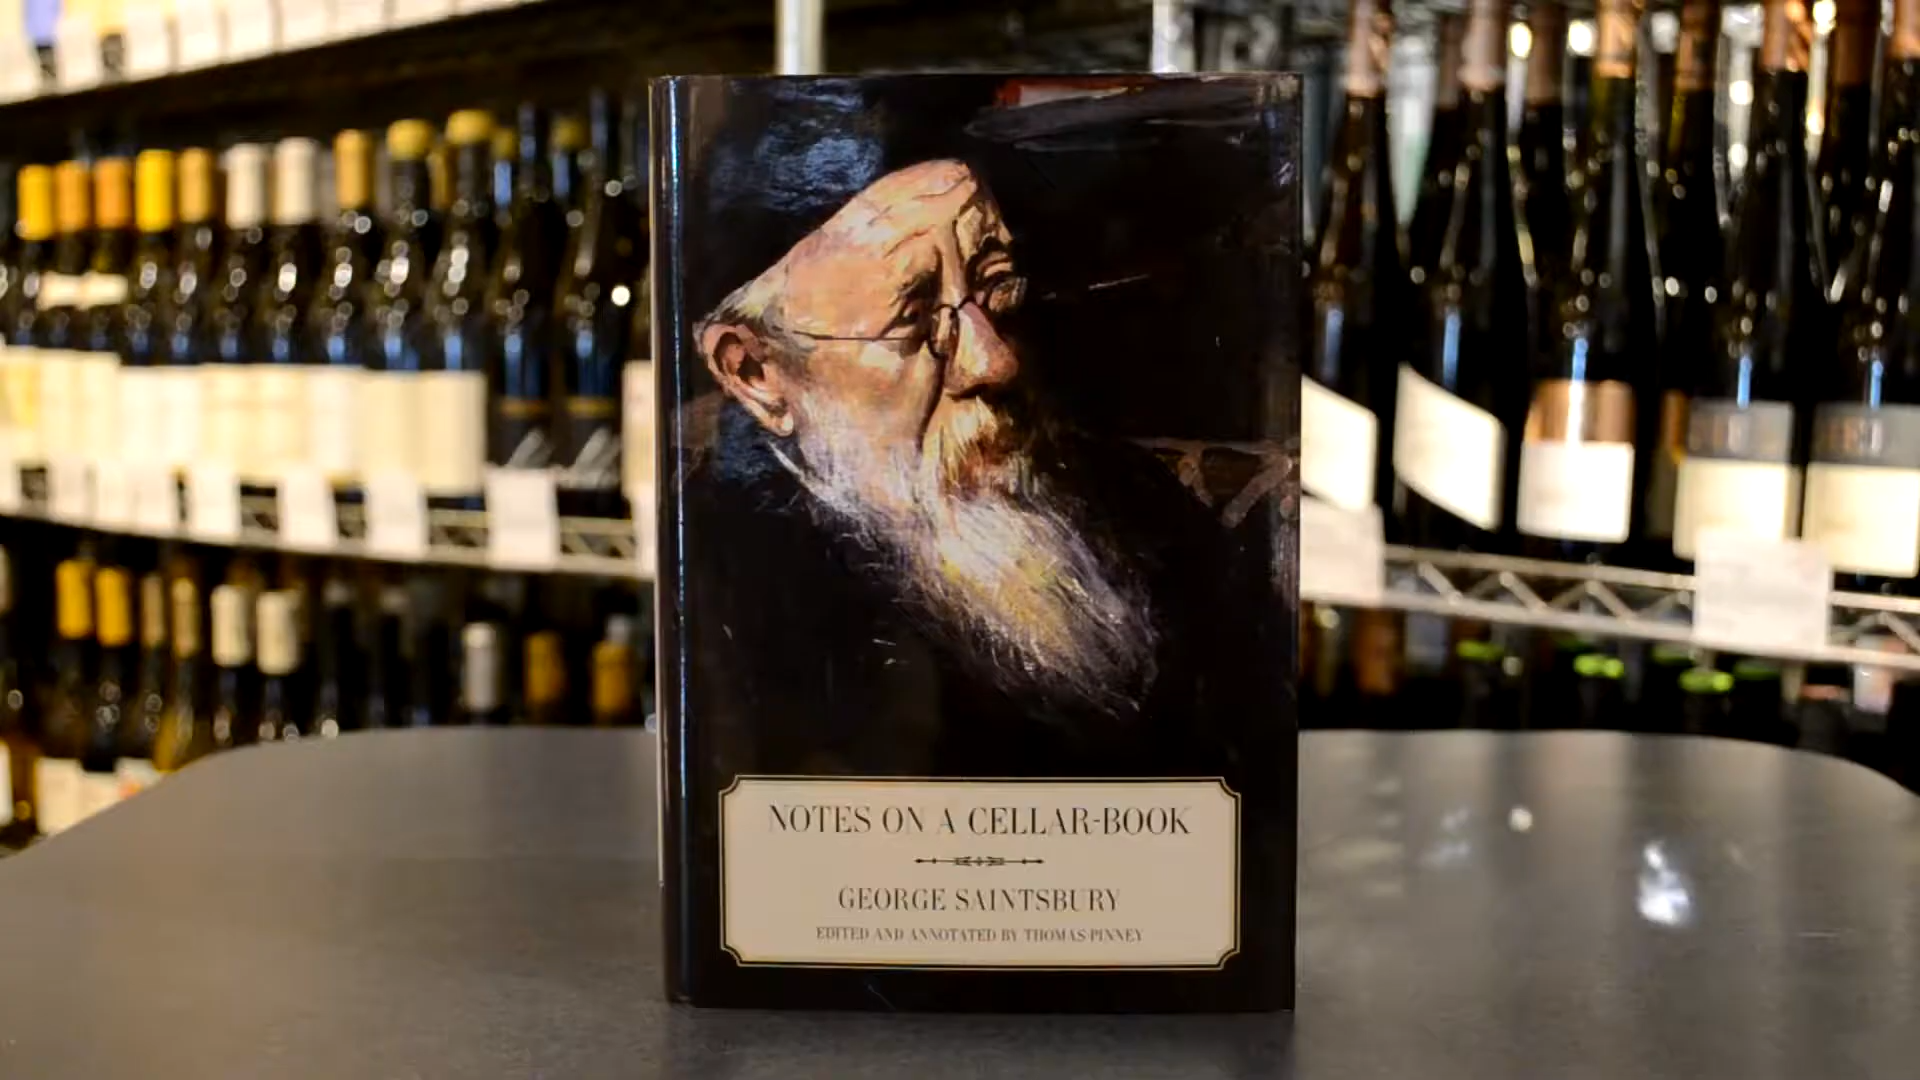 NOTES ON A CELLAR-BOOK
GEORGE SAINTSBURY
EDITED AND ANNOTATED BY THOMAS PINNEY